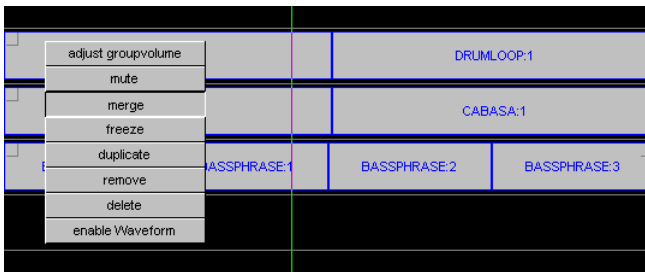 adjust groupvolume
DRUMLOOP:1
mute
merge
CABASA:1
freeze
duplicate
BASSPHRASE:1
BASSPHRASE:2
BASSPHRASE:3
remove
delete
enable Waveform